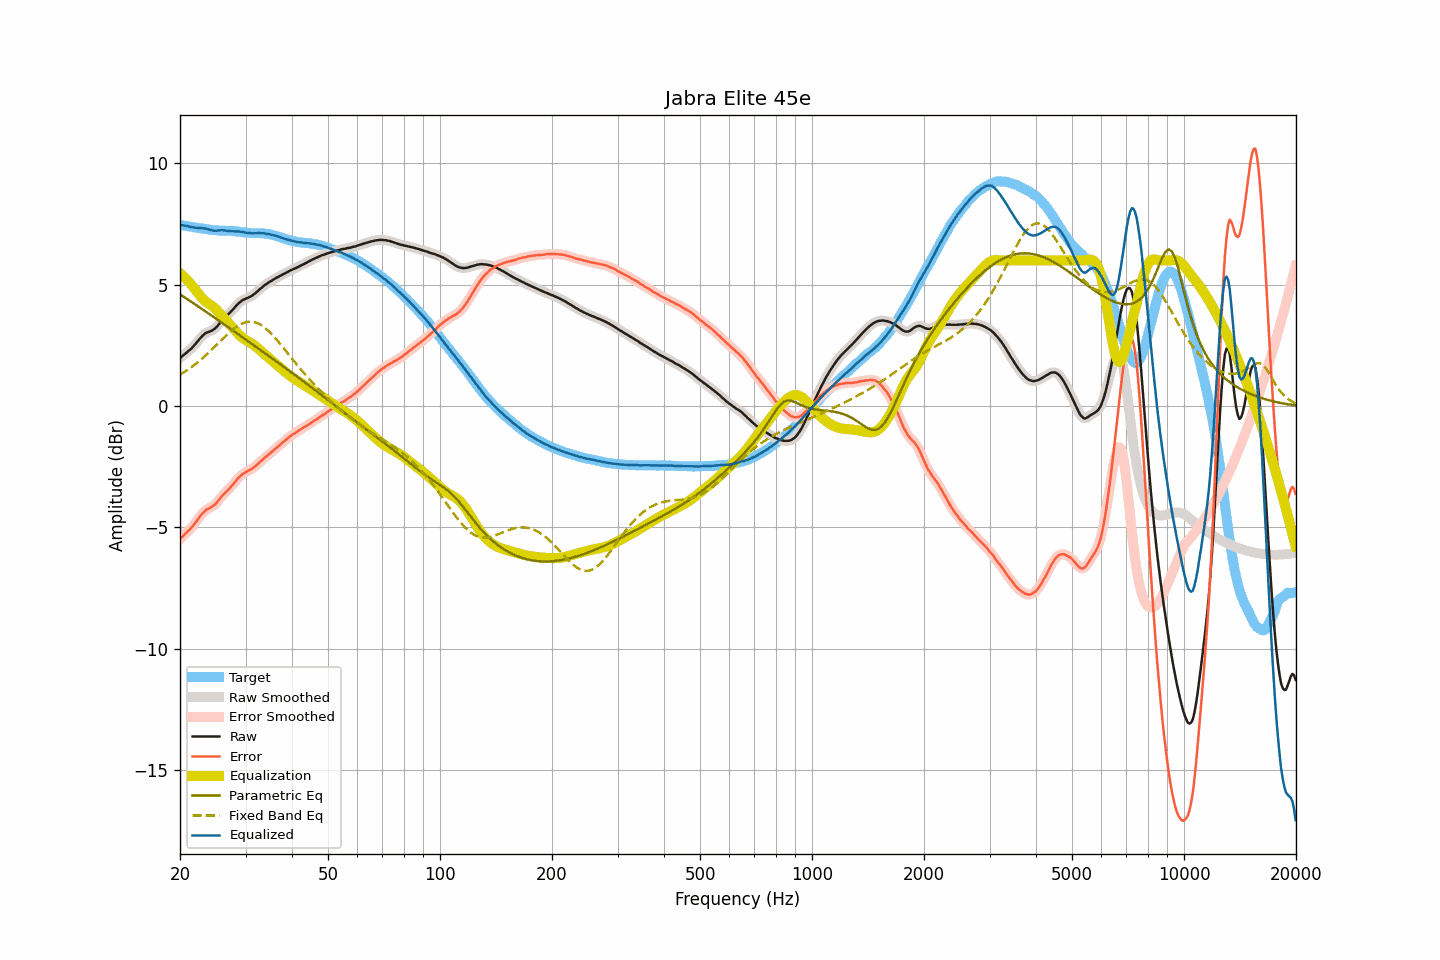 Jabra Elite 45e
10
5
0
−5
−10
−15
Amplitude (dBr)
Target
Raw Smoothed
Error Smoothed
Raw
Error
Equalization
Parametric Eq
Fixed Band Eq
Equalized
20 50 100 200 500 1000 2000 5000 10000 20000
Frequency (Hz)